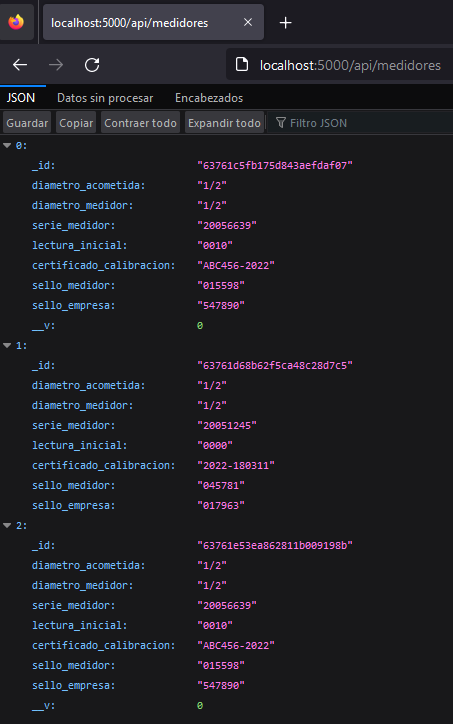 localhost:5000/api/medidores
localhost:5000/api/medidores
JSON Datos sin procesar Encabezados
Guardar Copiar Contraer todo Expandir todo Filtro JSON
0:
_id: "63761c5fb175d843aefdaf07"
diametro_acometida: "1/2"
diametro_medidor: "1/2"
serie_medidor: "20056639"
lectura_inicial: "0010"
certificado_calibracion: "ABC456-2022"
sello_medidor: "015598"
sello_empresa: "547890"
__v: 0
1:
_id: "63761d68b62f5ca48c28d7c5"
diametro_acometida: "1/2"
diametro_medidor: "1/2"
serie_medidor: "20051245"
lectura_inicial: "0000"
certificado_calibracion: "2022-180311"
sello_medidor: "045781"
sello_empresa: "017963"
2:
_id: "63761e53ea862811b009198b"
diametro_acometida: "1/2"
diametro_medidor: "1/2"
serie_medidor: "20056639"
lectura_inicial: "0010"
certificado_calibracion: "ABC456-2022"
sello_medidor: "015598"
sello_empresa: "547890"
__v: 0